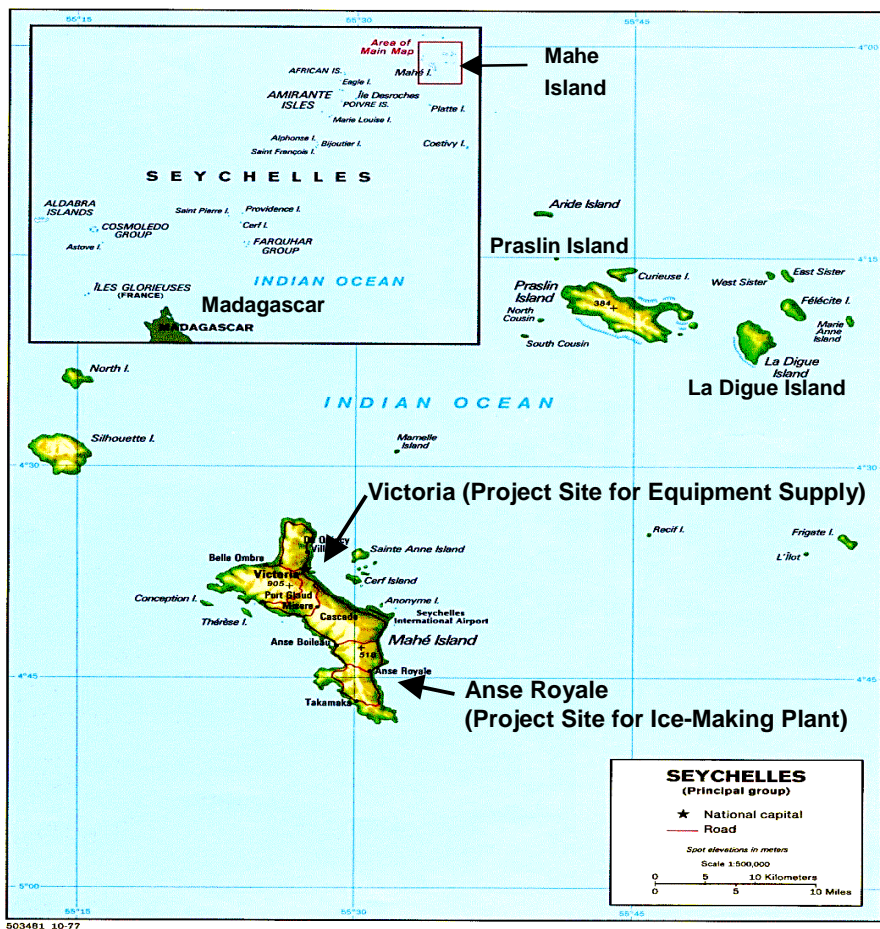 55°15'
55°30'
55°45'
Area of
Main Map
Mahé I.
Mahe
Island
AFRICAN IS.
Eagle I.
AMIRANTE
ISLES
Île Desroches
POIVRE IS.
Marie Louise I.
Platte I.
Alphonse I.
Bijoutier I.
Saint François I.
Coetivy I.
SEYCHELLES
ALDABRA
ISLANDS
COSMOLEDO
GROUP
Astove I.
Saint Pierre I.
Providence I.
Cerf I.
FARQUHAR
GROUP
ÎLES GLORIEUSES
(FRANCE)
INDIAN OCEAN
Madagascar
MADAGASCAR
Aride Island
4°15'
Praslin Island
Praslin
Island
Curieuse I.
384
North
Cousin
South Cousin
West Sister
East Sister
Félécite I.
Marie
Anne
Island
La Digue
Island
La Digue Island
North I.
INDIAN OCEAN
Silhouette I.
Mamelle
Island
4°30'
4°30'
Victoria (Project Site for Equipment Supply)
Recif I.
Frigate I.
L'Îlot
Sainte Anne Island
Belle Ombre
Victoria
905
Cerf Island
Port Glaud
Misere
Conception I.
Thérèse I.
Anonyme I.
Seychelles
International Airport
Cascade
Anse Boileau
Mahé Island
518
Anse Royale
4°45'
4°45'
Takamaka
Anse Royale
(Project Site for Ice-Making Plant)
SEYCHELLES
(Principal group)
★ National capital
Road
Spot elevations in meters
Scale 1:500,000
0 5 10 Kilometers
0 5 10 Miles
5°00'
5°00'
55°15'
55°30'
55°45'
503481 10-77